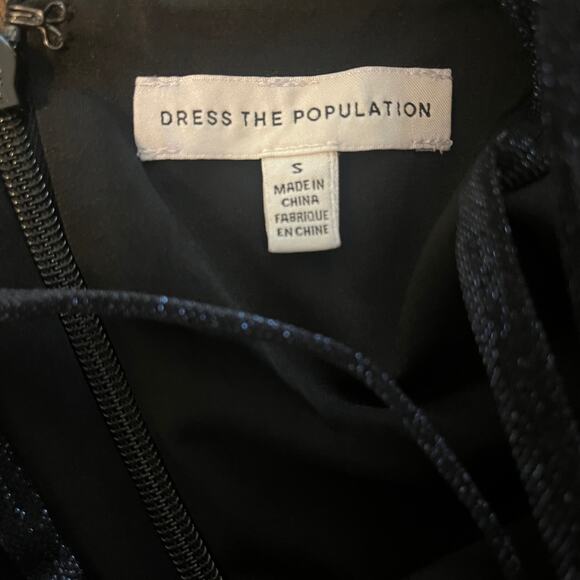 DRESS THE POPULATION
S
MADE IN
CHINA
FABRIQUE
EN CHINE